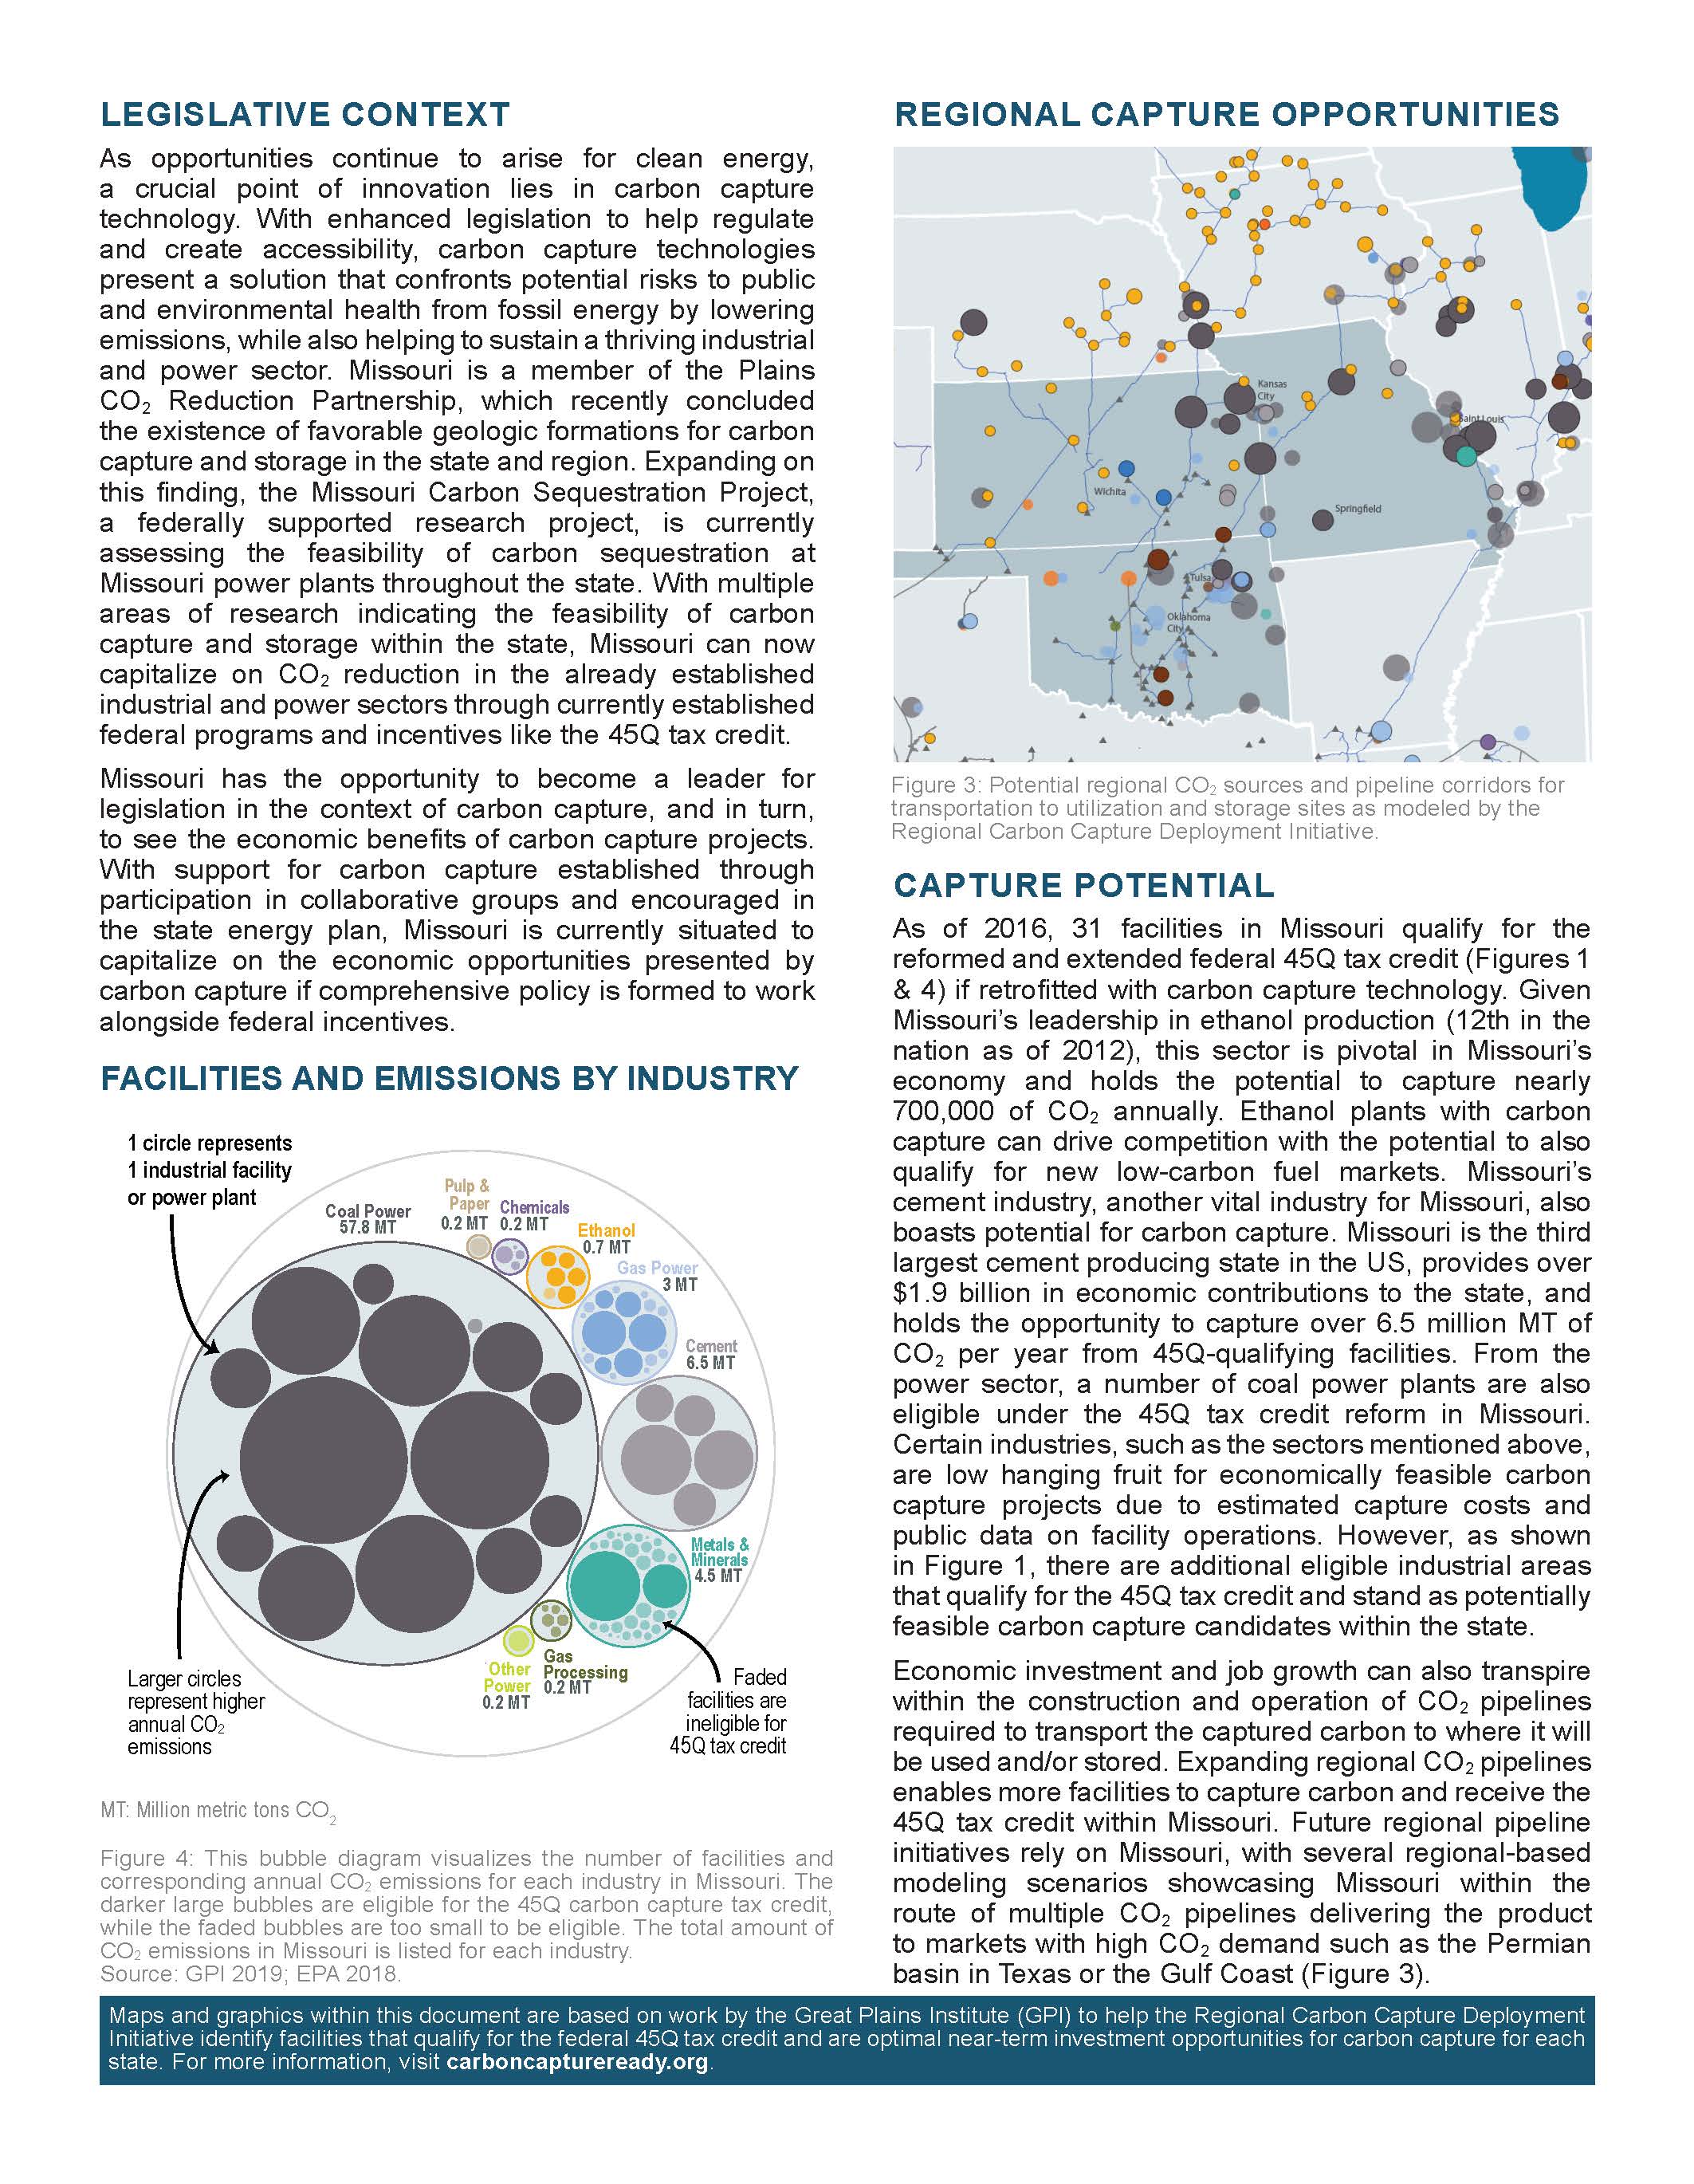 LEGISLATIVE CONTEXT
As opportunities continue to arise for clean energy,
a crucial point of innovation lies in carbon capture
technology. With enhanced legislation to help regulate
and create accessibility, carbon capture technologies
present a solution that confronts potential risks to public
and environmental health from fossil energy by lowering
emissions, while also helping to sustain a thriving industrial
and power sector. Missouri is a member of the Plains
CO₂ Reduction Partnership, which recently concluded
the existence of favorable geologic formations for carbon
capture and storage in the state and region. Expanding on
this finding, the Missouri Carbon Sequestration Project,
a federally supported research project, is currently
assessing the feasibility of carbon sequestration at
Missouri power plants throughout the state. With multiple
areas of research indicating the feasibility of carbon
capture and storage within the state, Missouri can now
capitalize on CO₂ reduction in the already established
industrial and power sectors through currently established
federal programs and incentives like the 45Q tax credit.
Missouri has the opportunity to become a leader for
legislation in the context of carbon capture, and in turn,
to see the economic benefits of carbon capture projects.
With support for carbon capture established through
participation in collaborative groups and encouraged in
the state energy plan, Missouri is currently situated to
capitalize on the economic opportunities presented by
carbon capture if comprehensive policy is formed to work
alongside federal incentives.
FACILITIES AND EMISSIONS BY INDUSTRY
1 circle represents
1 industrial facility
or power plant
Coal Power
57.8 MT
Pulp &
Paper
0.2 MT
Chemicals
0.2 MT
Ethanol
0.7 MT
Gas Power
3 MT
Cement
6.5 MT
Metals &
Minerals
4.5 MT
Gas
Processing
0.2 MT
Other
Power
0.2 MT
Larger circles
represent higher
annual CO₂
emissions
Faded
facilities are
ineligible for
45Q tax credit
MT: Million metric tons CO₂
Figure 4: This bubble diagram visualizes the number of facilities and
corresponding annual CO₂ emissions for each industry in Missouri. The
darker large bubbles are eligible for the 45Q carbon capture tax credit,
while the faded bubbles are too small to be eligible. The total amount of
CO₂ emissions in Missouri is listed for each industry.
Source: GPI 2019; EPA 2018.
REGIONAL CAPTURE OPPORTUNITIES
Kansas
City
Saint Louis
Wichita
Springfield
Tulsa
Oklahoma
City
Figure 3: Potential regional CO₂ sources and pipeline corridors for
transportation to utilization and storage sites as modeled by the
Regional Carbon Capture Deployment Initiative.
CAPTURE POTENTIAL
As of 2016, 31 facilities in Missouri qualify for the
reformed and extended federal 45Q tax credit (Figures 1
& 4) if retrofitted with carbon capture technology. Given
Missouri's leadership in ethanol production (12th in the
nation as of 2012), this sector is pivotal in Missouri's
economy and holds the potential to capture nearly
700,000 of CO₂ annually. Ethanol plants with carbon
capture can drive competition with the potential to also
qualify for new low-carbon fuel markets. Missouri's
cement industry, another vital industry for Missouri, also
boasts potential for carbon capture. Missouri is the third
largest cement producing state in the US, provides over
$1.9 billion in economic contributions to the state, and
holds the opportunity to capture over 6.5 million MT of
CO₂ per year from 45Q-qualifying facilities. From the
power sector, a number of coal power plants are also
eligible under the 45Q tax credit reform in Missouri.
Certain industries, such as the sectors mentioned above,
are low hanging fruit for economically feasible carbon
capture projects due to estimated capture costs and
public data on facility operations. However, as shown
in Figure 1, there are additional eligible industrial areas
that qualify for the 45Q tax credit and stand as potentially
feasible carbon capture candidates within the state.
Economic investment and job growth can also transpire
within the construction and operation of CO₂ pipelines
required to transport the captured carbon to where it will
be used and/or stored. Expanding regional CO₂ pipelines
enables more facilities to capture carbon and receive the
45Q tax credit within Missouri. Future regional pipeline
initiatives rely on Missouri, with several regional-based
modeling scenarios showcasing Missouri within the
route of multiple CO₂ pipelines delivering the product
to markets with high CO₂ demand such as the Permian
basin in Texas or the Gulf Coast (Figure 3).
Maps and graphics within this document are based on work by the Great Plains Institute (GPI) to help the Regional Carbon Capture Deployment
Initiative identify facilities that qualify for the federal 45Q tax credit and are optimal near-term investment opportunities for carbon capture for each
state. For more information, visit carboncaptureready.org.